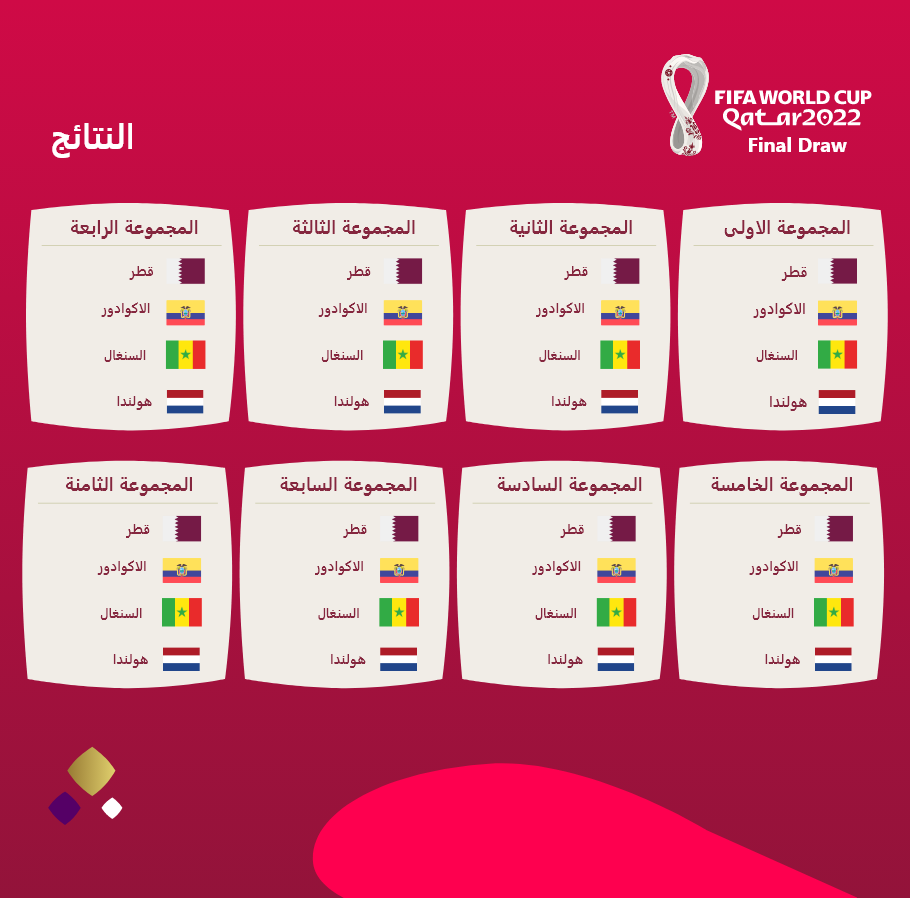 FIFA WORLD CUP
Qatar2022
Final Draw
النتائج
المجموعة الاولى
قطر
الاكوادور
السنغال
هولندا
المجموعة الثانية
قطر
الاكوادور
السنغال
هولندا
المجموعة الثالثة
قطر
الاكوادور
السنغال
هولندا
المجموعة الرابعة
قطر
الاكوادور
السنغال
هولندا
المجموعة الخامسة
قطر
الاكوادور
السنغال
هولندا
المجموعة السادسة
قطر
الاكوادور
السنغال
هولندا
المجموعة السابعة
قطر
الاكوادور
السنغال
هولندا
المجموعة الثامنة
قطر
الاكوادور
السنغال
هولندا